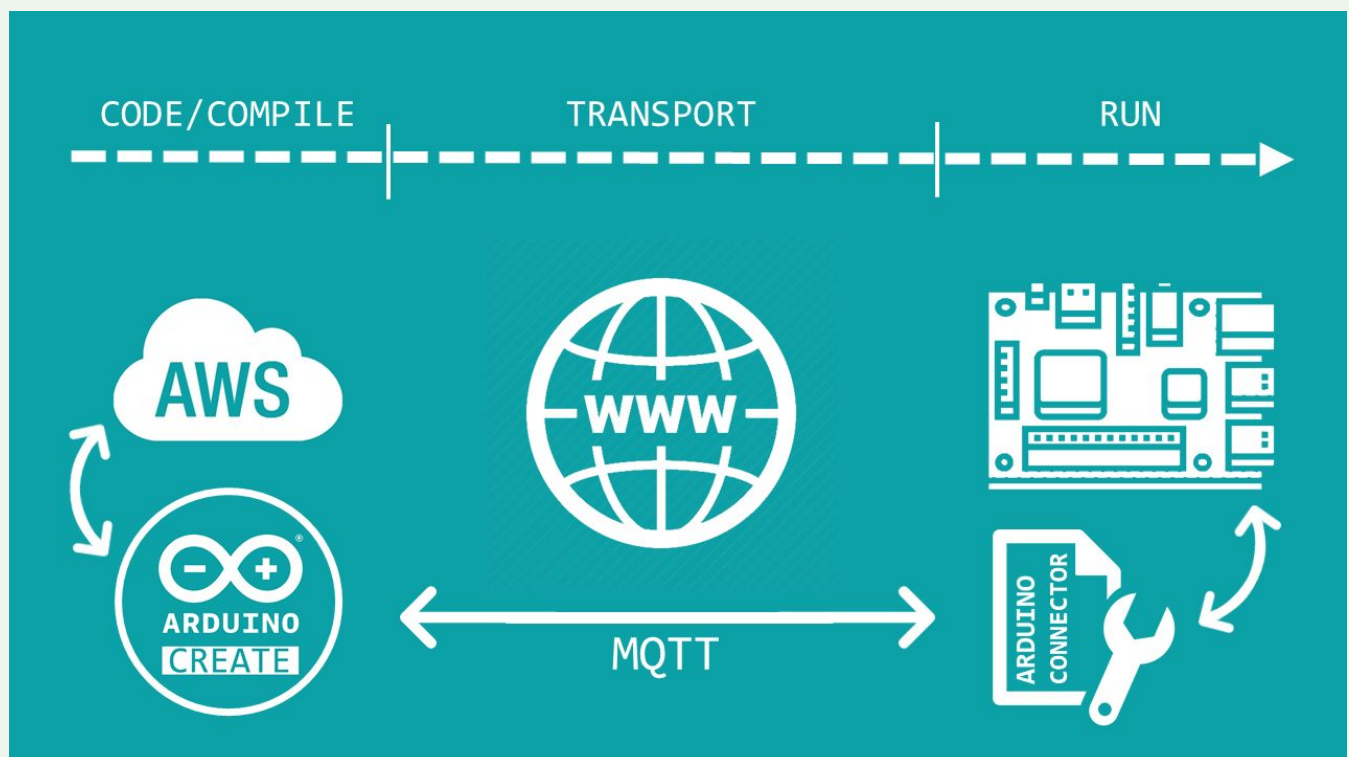 CODE/COMPILE
TRANSPORT
RUN
AWS
WWW
ARDUINO
CREATE
MQTT
ARDUINO
CONNECTOR